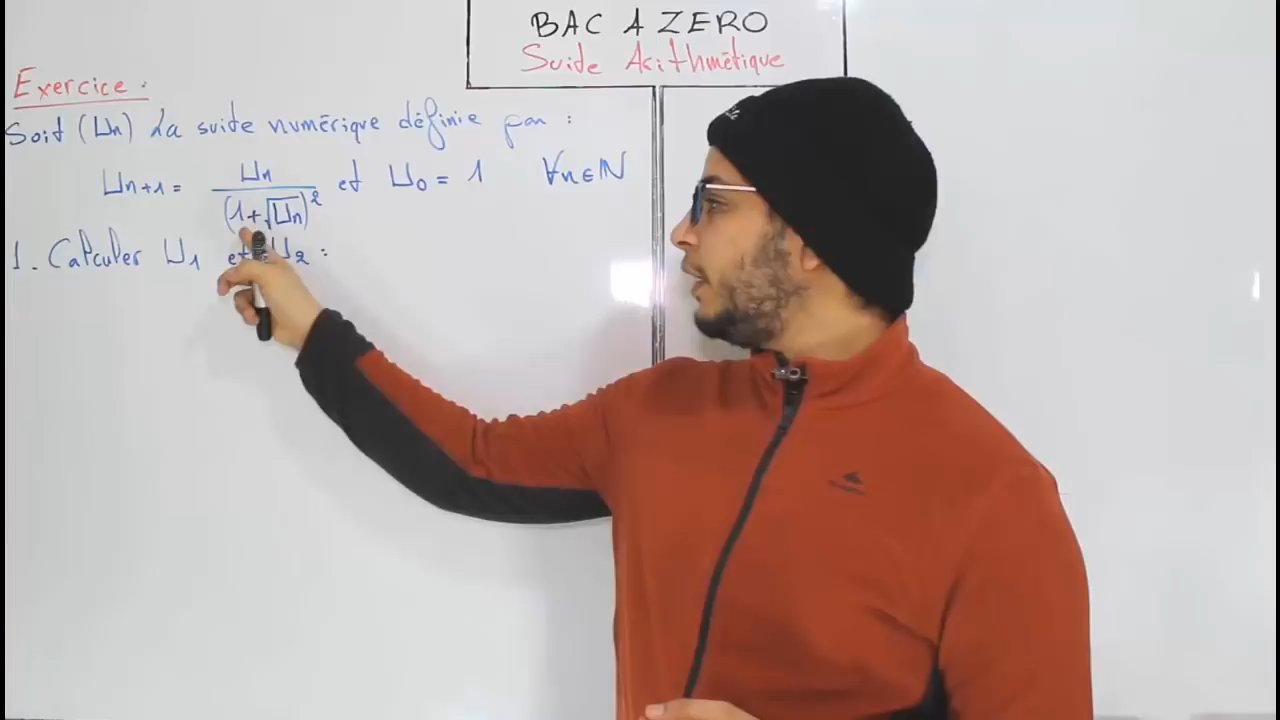 BAC A ZERO
Suite Arithmétique
Exercice :
Soit (Un) La suite numérique définie par :
Un+1 = Un / (1+√Un)² et U0 = 1 ∀n∈ℕ
1. Calculer U1 et U2 :